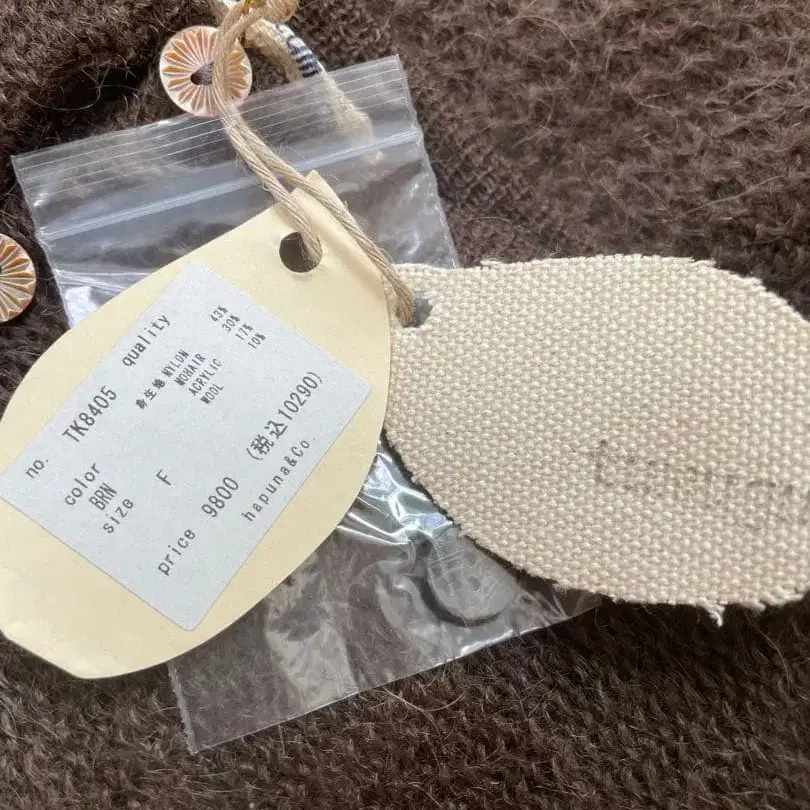 no. TK8405 quality
身生地 NYLON 43%
MOHAIR 30%
ACRYLIC 17%
WOOL 10%
color
BRN
size F
price 9800 (税込10290)
hapuna&Co.